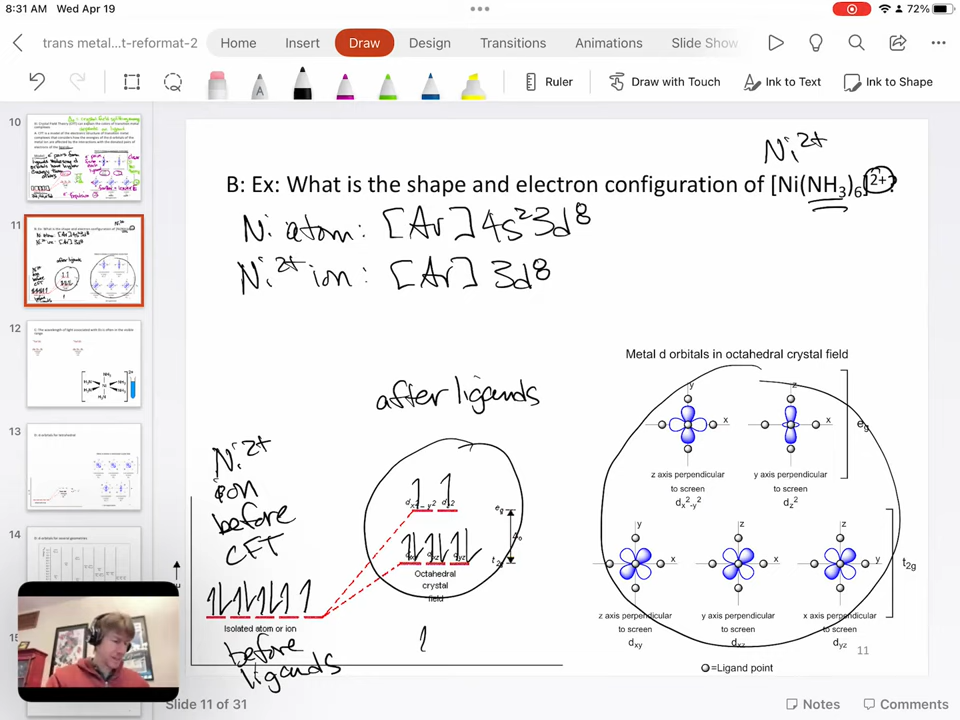 8:31 AM Wed Apr 19
72%
trans metal...t-reformat-2
Home Insert Draw Design Transitions Animations Slide Show
Ruler Draw with Touch Ink to Text Ink to Shape
10
11
12
13
14
Ni2+
B: Ex: What is the shape and electron configuration of [Ni(NH3)6]2+?
Ni atom: [Ar] 4s2 3d8
Ni2+ ion: [Ar] 3d8
after ligands
Ni2+
ion
before
CFT
Isolated atom or ion
before
ligands
dx2-y2 dz2
eg
Δo
dxy dxz dyz
t2g
Octahedral
crystal
field
1
Metal d orbitals in octahedral crystal field
y
x
z
x
eg
z axis perpendicular
to screen
dx2-y2
y axis perpendicular
to screen
dz2
y
x
z
x
z
y
t2g
z axis perpendicular
to screen
dxy
y axis perpendicular
to screen
dxz
x axis perpendicular
to screen
dyz
=Ligand point
11
Slide 11 of 31
Notes Comments